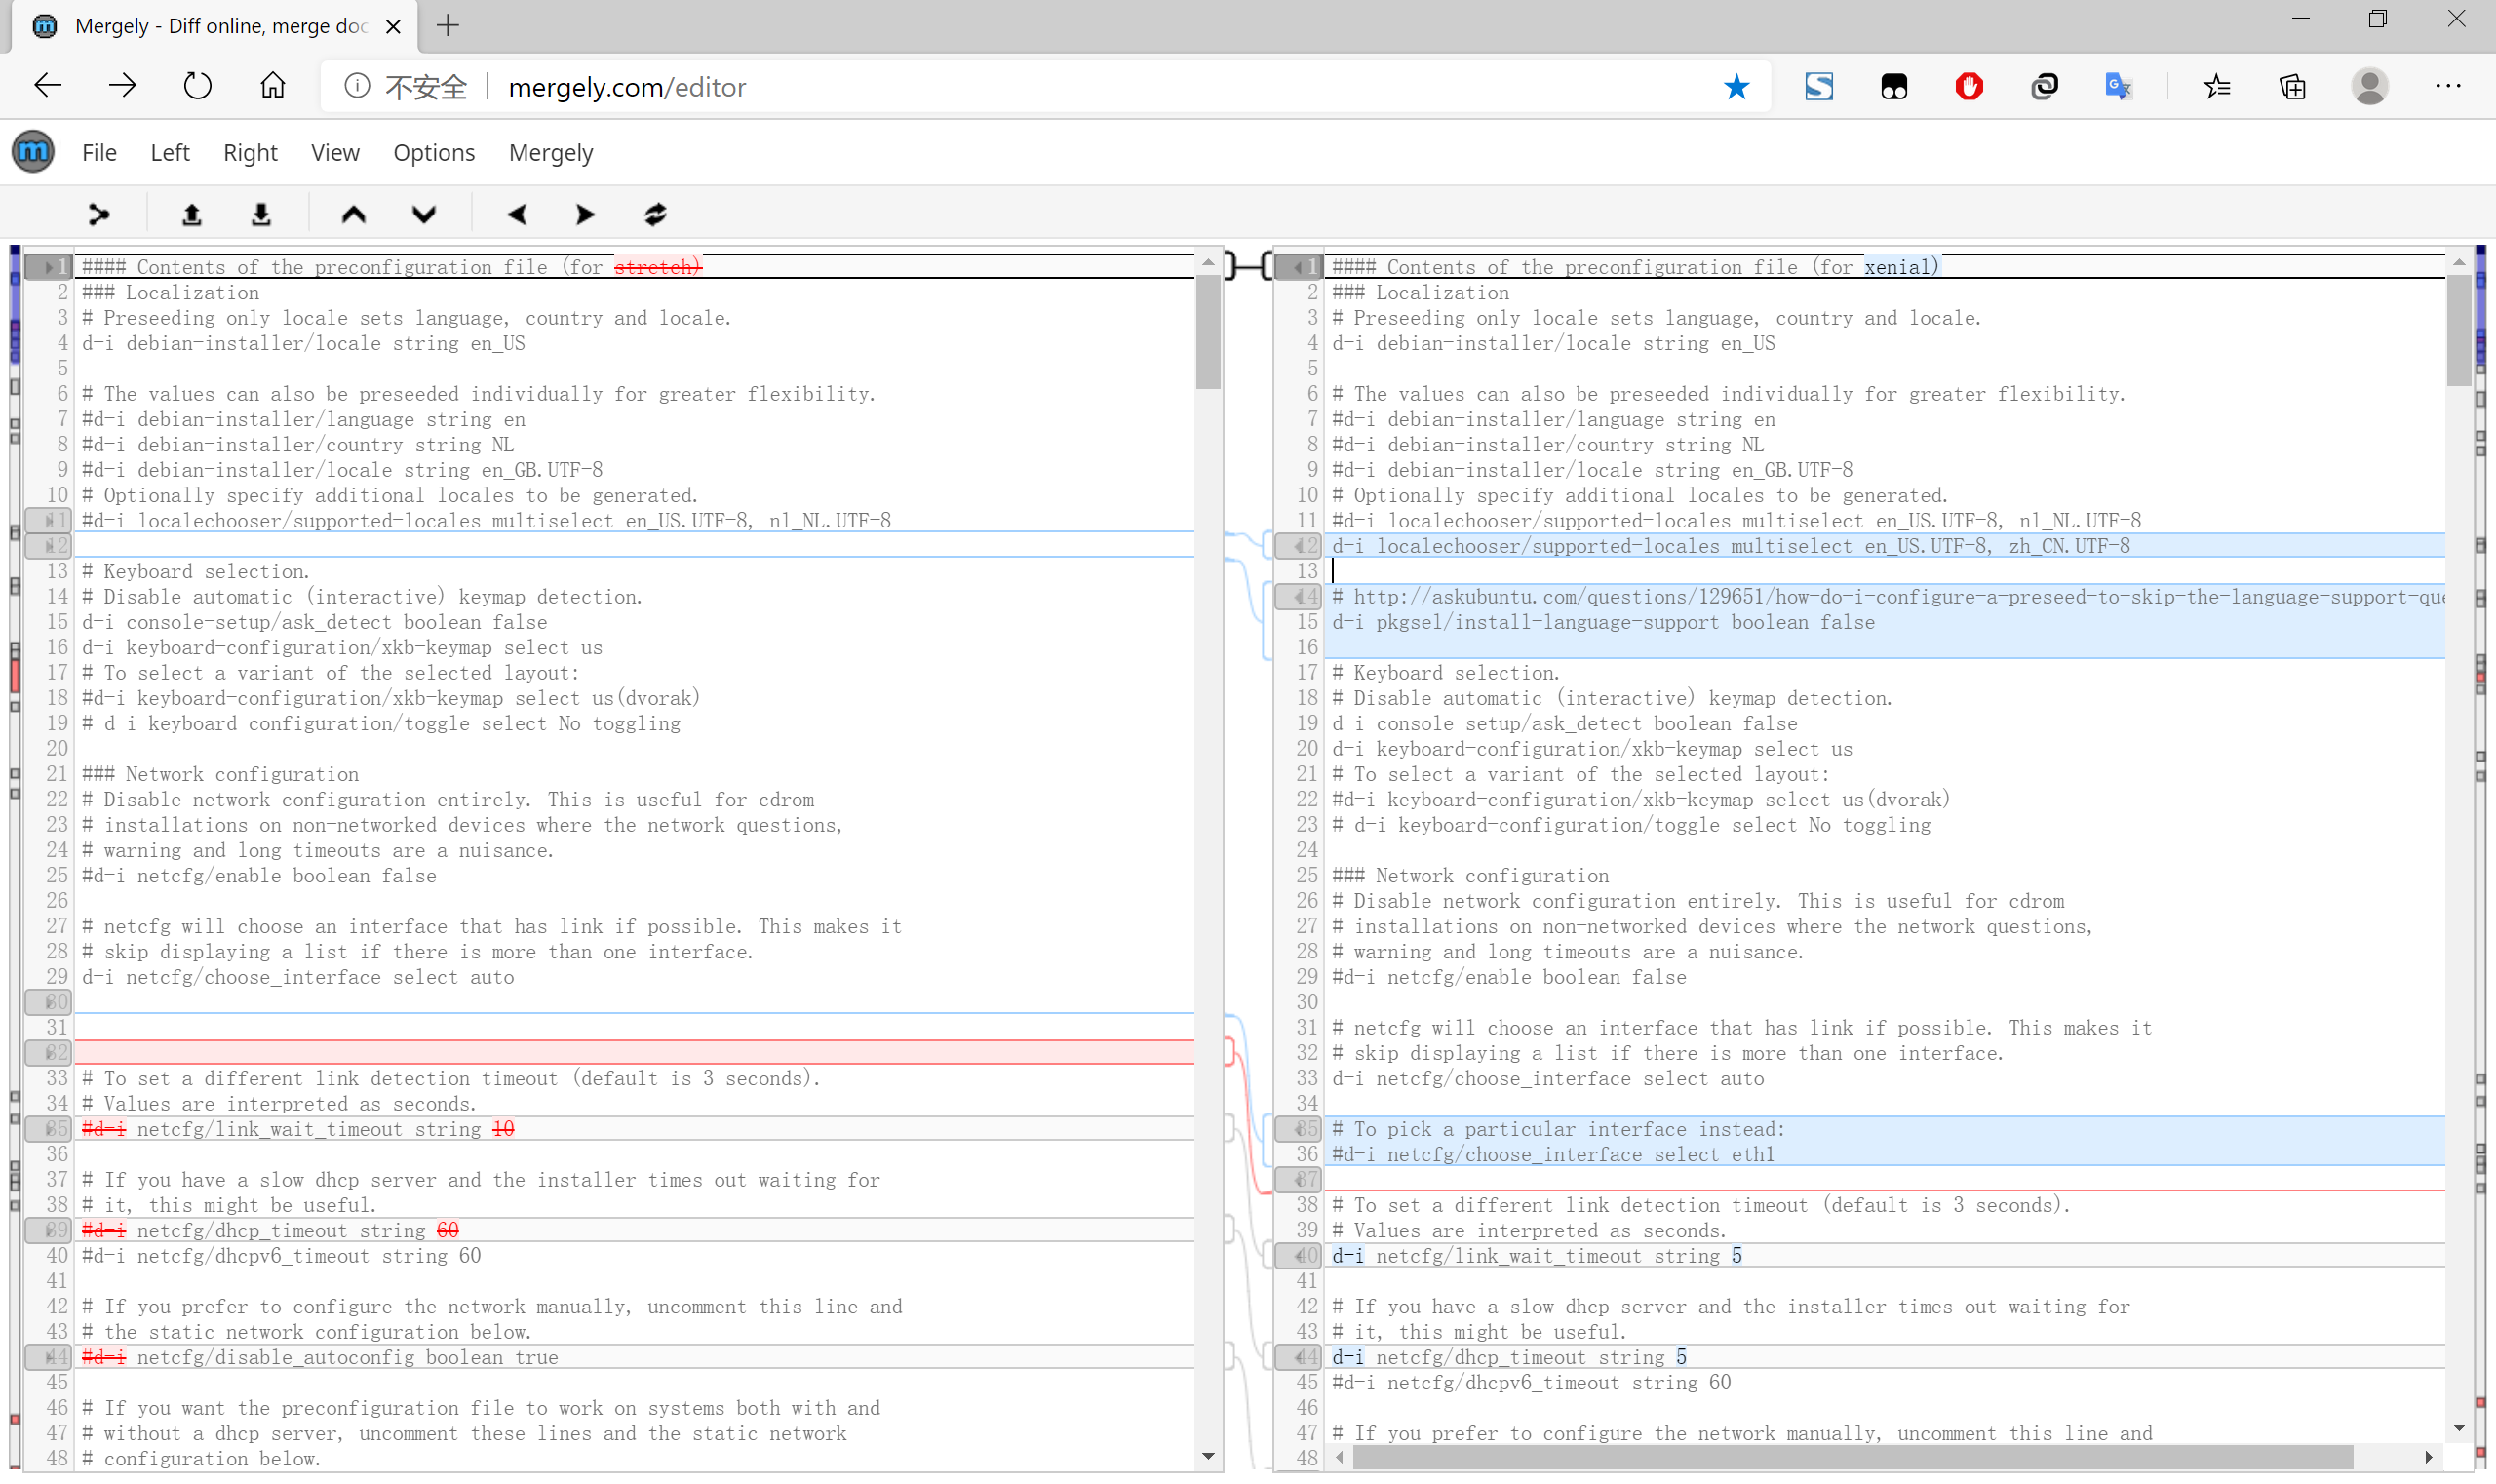 Mergely - Diff online, merge doc
不安全 mergely.com/editor
File Left Right View Options Mergely
1 #### Contents of the preconfiguration file (for stretch)
2 ### Localization
3 # Preseeding only locale sets language, country and locale.
4 d-i debian-installer/locale string en_US
5
6 # The values can also be preseeded individually for greater flexibility.
7 #d-i debian-installer/language string en
8 #d-i debian-installer/country string NL
9 #d-i debian-installer/locale string en_GB.UTF-8
10 # Optionally specify additional locales to be generated.
11 #d-i localechooser/supported-locales multiselect en_US.UTF-8, nl_NL.UTF-8
12
13 # Keyboard selection.
14 # Disable automatic (interactive) keymap detection.
15 d-i console-setup/ask_detect boolean false
16 d-i keyboard-configuration/xkb-keymap select us
17 # To select a variant of the selected layout:
18 #d-i keyboard-configuration/xkb-keymap select us(dvorak)
19 # d-i keyboard-configuration/toggle select No toggling
20
21 ### Network configuration
22 # Disable network configuration entirely. This is useful for cdrom
23 # installations on non-networked devices where the network questions,
24 # warning and long timeouts are a nuisance.
25 #d-i netcfg/enable boolean false
26
27 # netcfg will choose an interface that has link if possible. This makes it
28 # skip displaying a list if there is more than one interface.
29 d-i netcfg/choose_interface select auto
30
31
32
33 # To set a different link detection timeout (default is 3 seconds).
34 # Values are interpreted as seconds.
35 #d-i netcfg/link_wait_timeout string 10
36
37 # If you have a slow dhcp server and the installer times out waiting for
38 # it, this might be useful.
39 #d-i netcfg/dhcp_timeout string 60
40 #d-i netcfg/dhcpv6_timeout string 60
41
42 # If you prefer to configure the network manually, uncomment this line and
43 # the static network configuration below.
44 #d-i netcfg/disable_autoconfig boolean true
45
46 # If you want the preconfiguration file to work on systems both with and
47 # without a dhcp server, uncomment these lines and the static network
48 # configuration below.
1 #### Contents of the preconfiguration file (for xenial)
2 ### Localization
3 # Preseeding only locale sets language, country and locale.
4 d-i debian-installer/locale string en_US
5
6 # The values can also be preseeded individually for greater flexibility.
7 #d-i debian-installer/language string en
8 #d-i debian-installer/country string NL
9 #d-i debian-installer/locale string en_GB.UTF-8
10 # Optionally specify additional locales to be generated.
11 #d-i localechooser/supported-locales multiselect en_US.UTF-8, nl_NL.UTF-8
12 d-i localechooser/supported-locales multiselect en_US.UTF-8, zh_CN.UTF-8
13
14 # http://askubuntu.com/questions/129651/how-do-i-configure-a-preseed-to-skip-the-language-support-que
15 d-i pkgsel/install-language-support boolean false
16
17 # Keyboard selection.
18 # Disable automatic (interactive) keymap detection.
19 d-i console-setup/ask_detect boolean false
20 d-i keyboard-configuration/xkb-keymap select us
21 # To select a variant of the selected layout:
22 #d-i keyboard-configuration/xkb-keymap select us(dvorak)
23 # d-i keyboard-configuration/toggle select No toggling
24
25 ### Network configuration
26 # Disable network configuration entirely. This is useful for cdrom
27 # installations on non-networked devices where the network questions,
28 # warning and long timeouts are a nuisance.
29 #d-i netcfg/enable boolean false
30
31 # netcfg will choose an interface that has link if possible. This makes it
32 # skip displaying a list if there is more than one interface.
33 d-i netcfg/choose_interface select auto
34
35 # To pick a particular interface instead:
36 #d-i netcfg/choose_interface select eth1
37
38 # To set a different link detection timeout (default is 3 seconds).
39 # Values are interpreted as seconds.
40 d-i netcfg/link_wait_timeout string 5
41
42 # If you have a slow dhcp server and the installer times out waiting for
43 # it, this might be useful.
44 d-i netcfg/dhcp_timeout string 5
45 #d-i netcfg/dhcpv6_timeout string 60
46
47 # If you prefer to configure the network manually, uncomment this line and
48